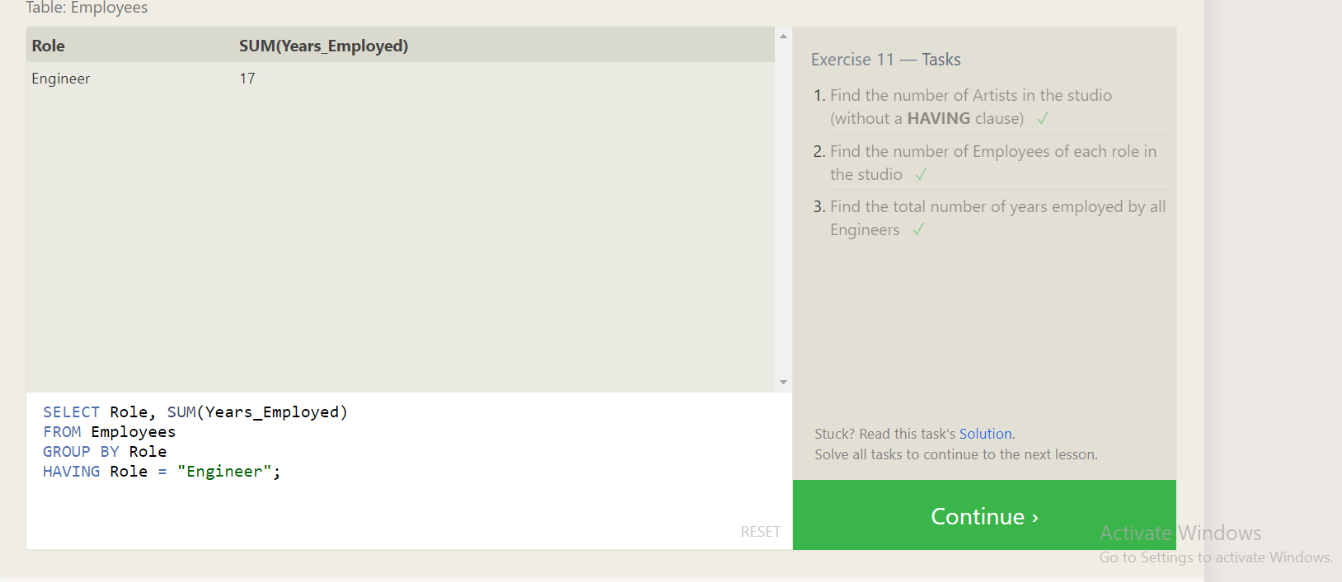 Table: Employees
Role SUM(Years_Employed)
Engineer 17
SELECT Role, SUM(Years_Employed)
FROM Employees
GROUP BY Role
HAVING Role = "Engineer";
RESET
Exercise 11 — Tasks
1. Find the number of Artists in the studio
(without a HAVING clause) ✓
2. Find the number of Employees of each role in
the studio ✓
3. Find the total number of years employed by all
Engineers ✓
Stuck? Read this task's Solution.
Solve all tasks to continue to the next lesson.
Continue ›
Activate Windows
Go to Settings to activate Windows.